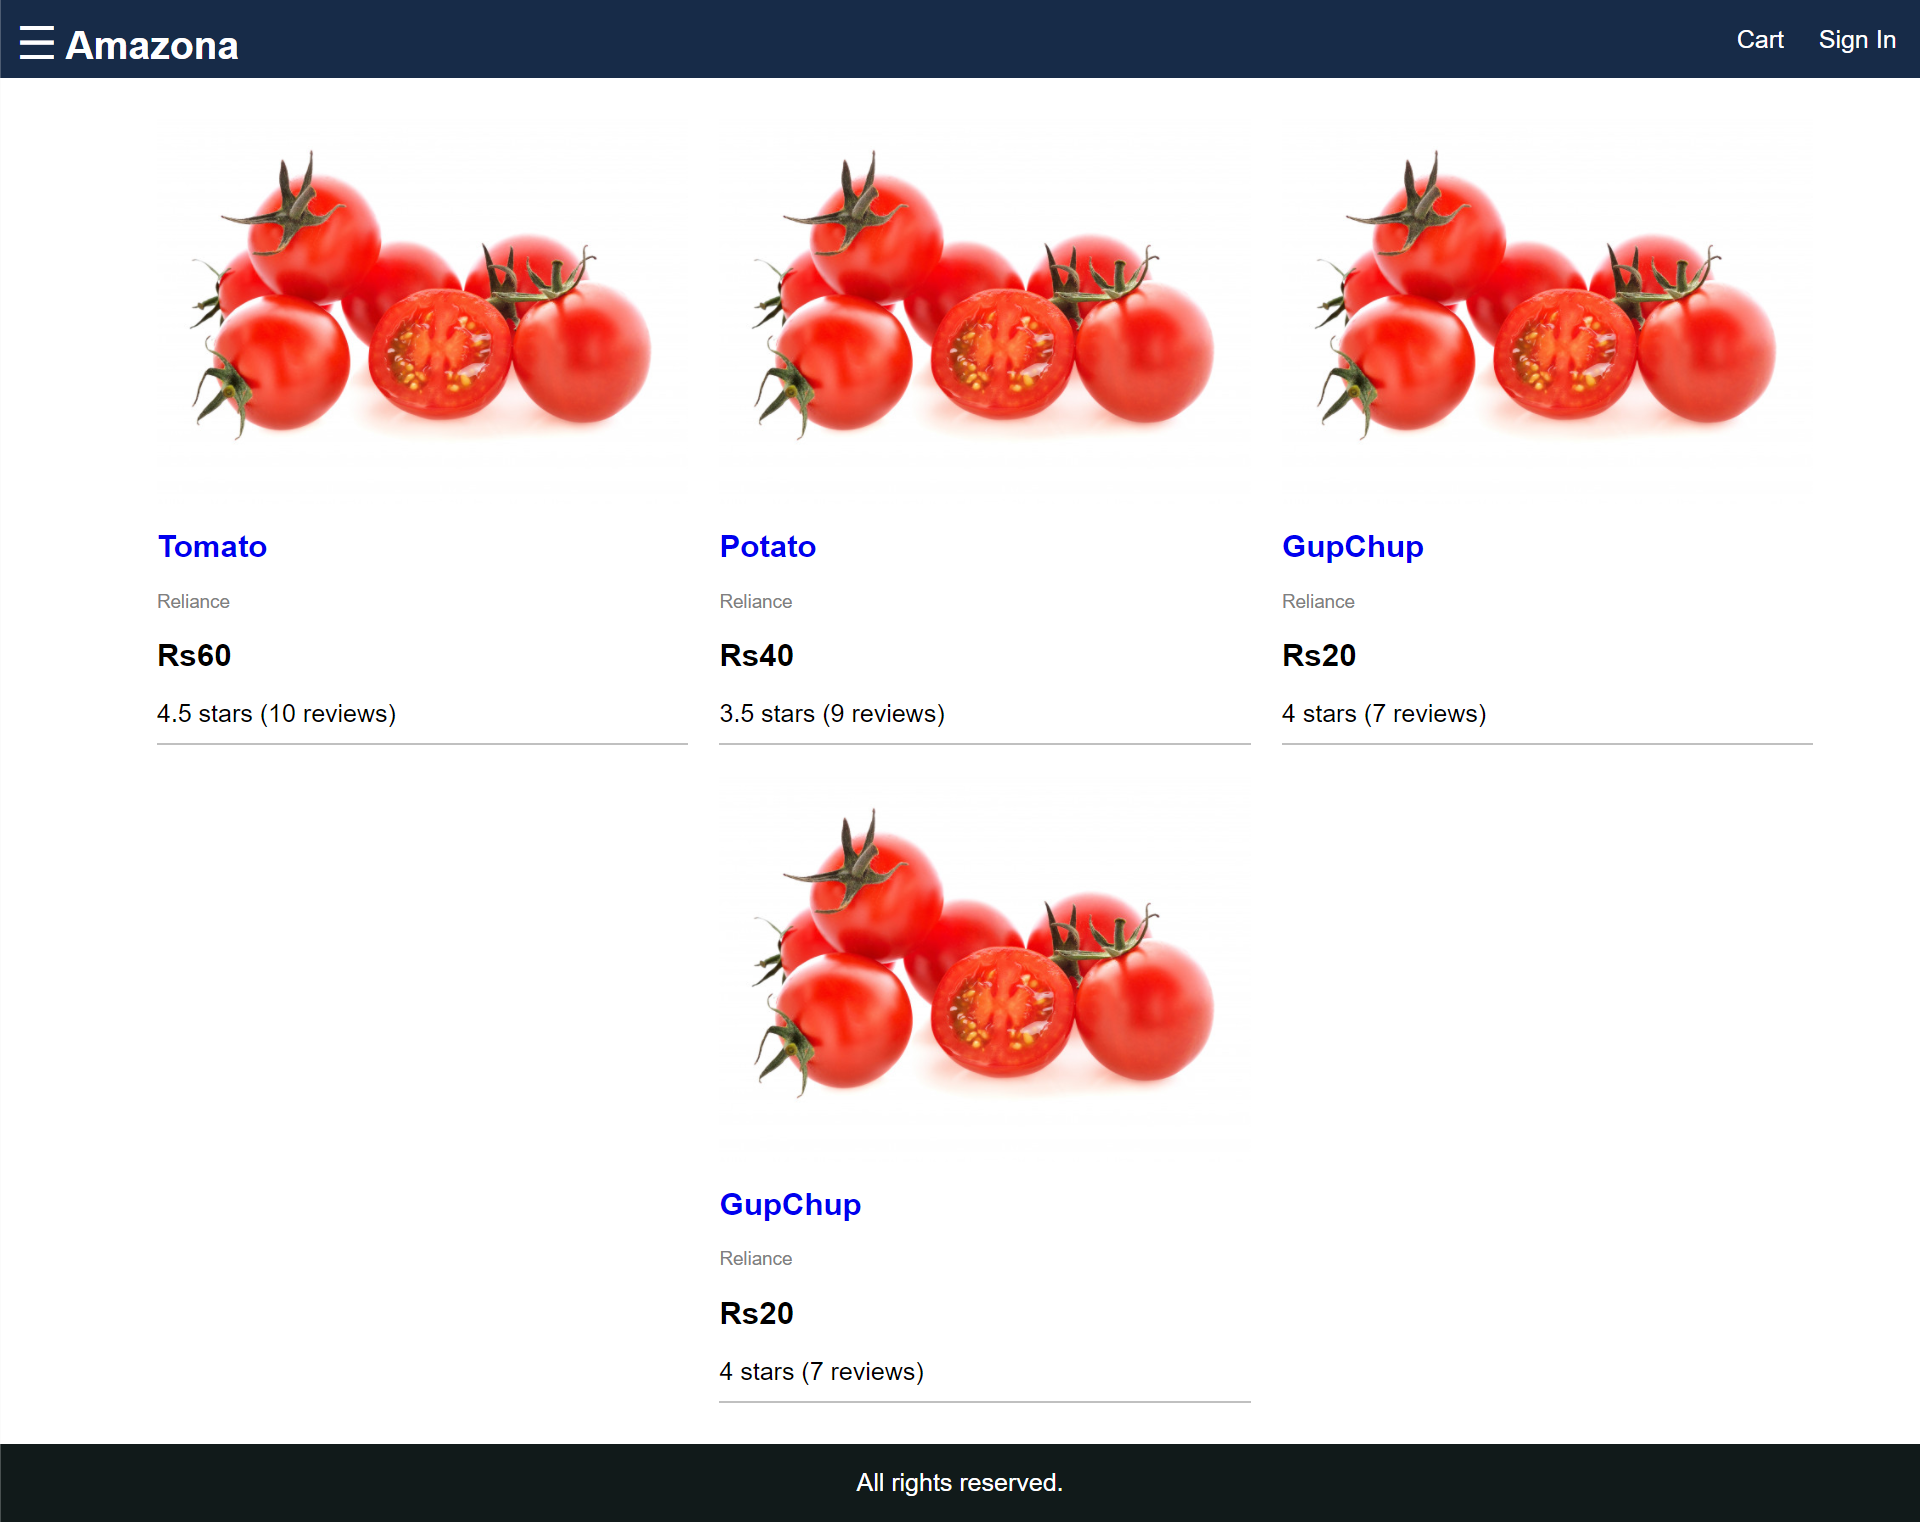 ☰ Amazona
Cart Sign In
Tomato
Reliance
Rs60
4.5 stars (10 reviews)
Potato
Reliance
Rs40
3.5 stars (9 reviews)
GupChup
Reliance
Rs20
4 stars (7 reviews)
GupChup
Reliance
Rs20
4 stars (7 reviews)
All rights reserved.